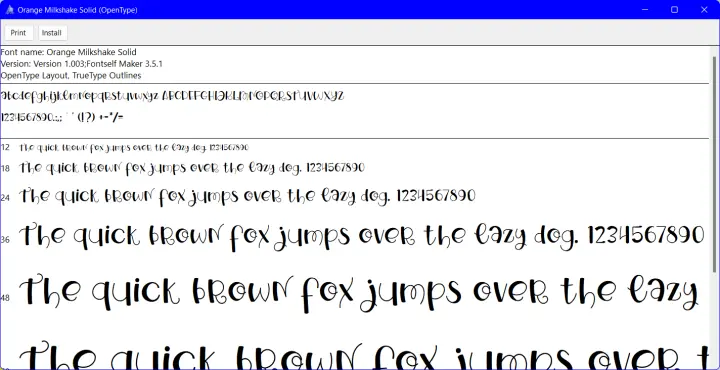 Orange Milkshake Solid (OpenType)
Print Install
Font name: Orange Milkshake Solid
Version: Version 1.003;Fontself Maker 3.5.1
OpenType Layout, TrueType Outlines
abcdefghijklmnopqrstuvwxyz ABCDEFGHIJKLMNOPQRSTUVWXYZ
1234567890.:,; ' " (!?) +-*/=
12 The quick brown fox jumps over the lazy dog. 1234567890
18 The quick brown fox jumps over the lazy dog. 1234567890
24 The quick brown fox jumps over the lazy dog. 1234567890
36 The quick brown fox jumps over the lazy dog. 1234567890
48 The quick brown fox jumps over the lazy
The quick brown fox jumps over t